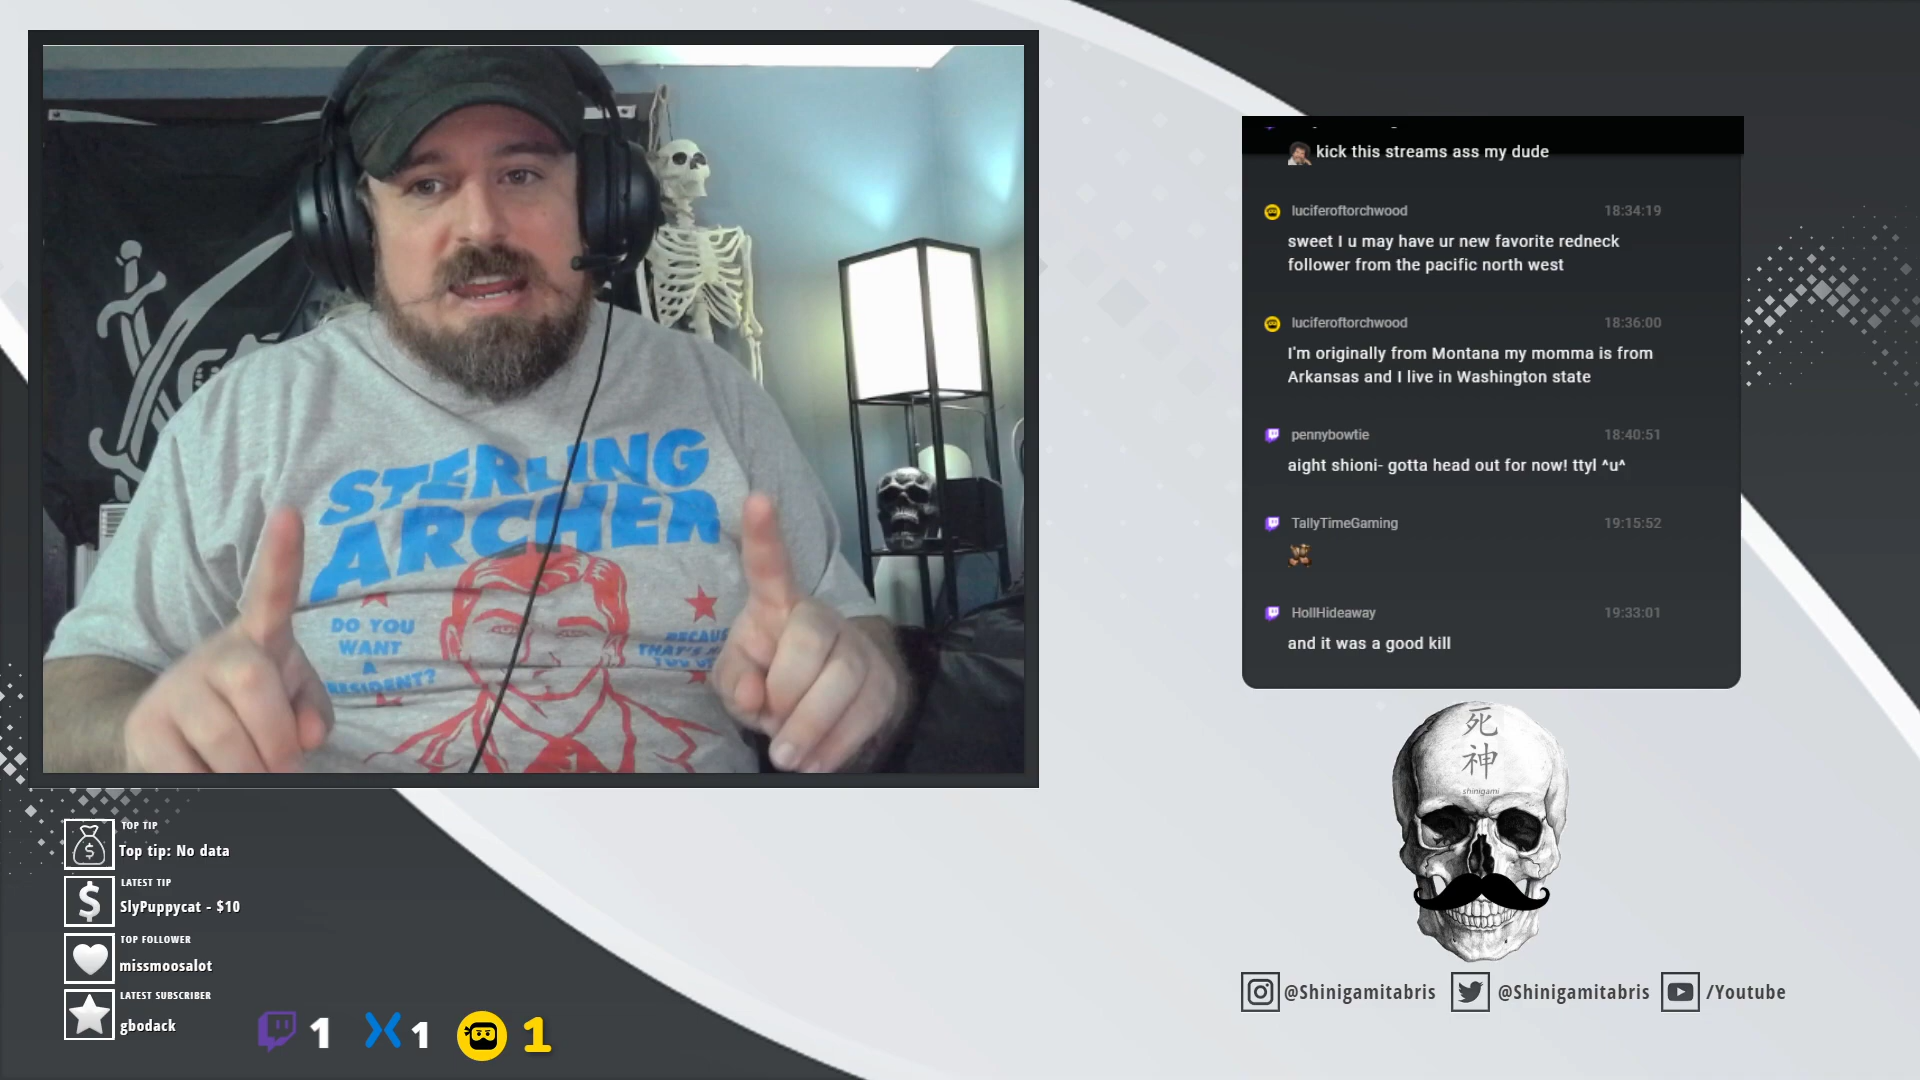 STERLING
ARCHER
DO YOU
WANT
A
RESIDENT?
TOP TIP
Top tip: No data
LATEST TIP
SlyPuppycat - $10
TOP FOLLOWER
missmoosalot
LATEST SUBSCRIBER
gbodack
1
1
1
kick this streams ass my dude
luciferoftorchwood 18:34:19
sweet I u may have ur new favorite redneck
follower from the pacific north west
luciferoftorchwood 18:36:00
I'm originally from Montana my momma is from
Arkansas and I live in Washington state
pennybowtie 18:40:51
aight shioni- gotta head out for now! ttyl ^u^
TallyTimeGaming 19:15:52
HollHideaway 19:33:01
and it was a good kill
死
神
shinigami
@Shinigamitabris @Shinigamitabris /Youtube